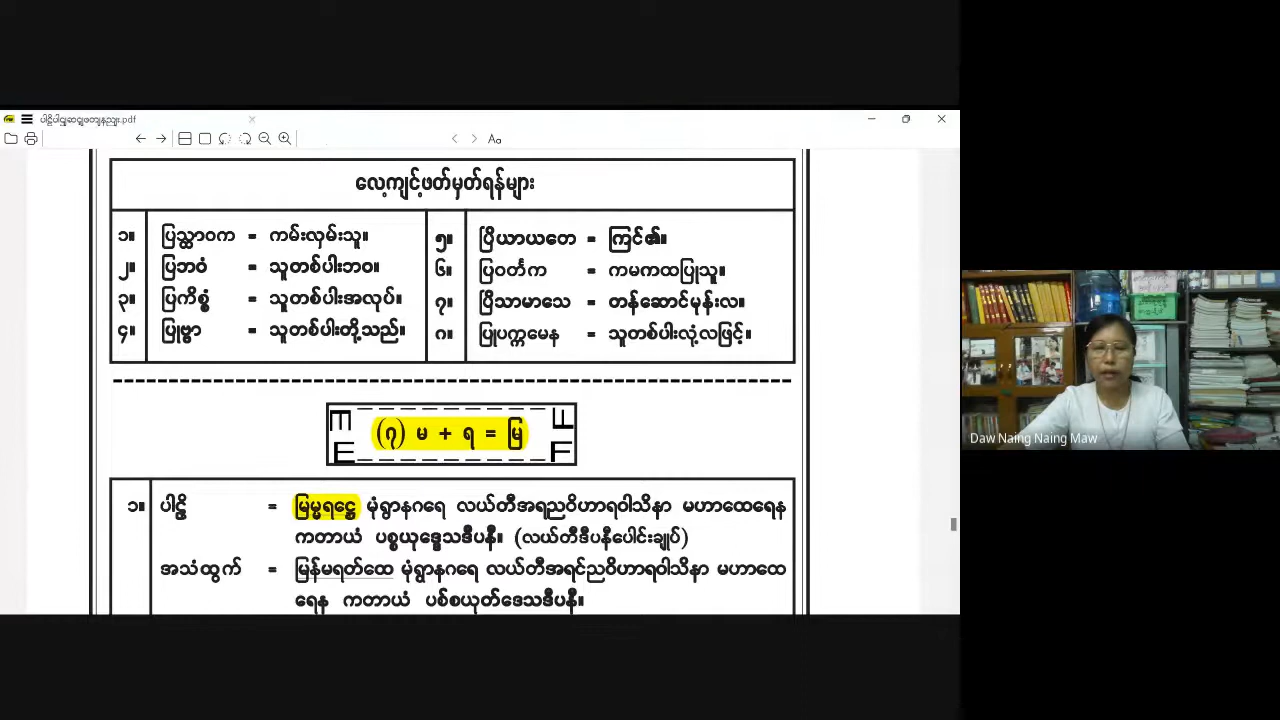 ပါဠိပါဌျဆငျ့ဖတျနညျး.pdf
Aa
လေ့ကျင့်ဖတ်မှတ်ရန်များ
၁။ ပြသ္ထာဝက = ကမ်းလှမ်းသူ။ ၅။ ပြိယာယတေ = ကြင်၏။
၂။ ပြဘဝံ = သူတစ်ပါးဘဝ။ ၆။ ပြဝတ်က = ကမကထပြုသူ။
၃။ ပြကိစ္စံ = သူတစ်ပါးအလုပ်။ ၇။ ပြိသာမာသေ = တန်ဆောင်မုန်းလ။
၄။ ပြုဗ္ဗာ = သူတစ်ပါးတို့သည်။ ၈။ ပြုပက္ကမေန = သူတစ်ပါးလုံ့လဖြင့်။
(၇) မ + ရ = မြ
၁။ ပါဠိ = မြမ္မရဋ္ဌေ မုံရွာနဂရေ လယ်တီအရညဝိဟာရဝါသိနာ မဟာထေရေန
ကတာယံ ပစ္စယုဒ္ဓေသဒီပနီ။ (လယ်တီဒီပနီပေါင်းချုပ်)
အသံထွက် = မြန်မရတ်ထေ မုံရွာနဂရေ လယ်တီအရင်ညဝိဟာရဝါသိနာ မဟာထေ
ရေန ကတာယံ ပစ်စယုတ်ဒေသဒီပနီ။
Daw Naing Naing Maw